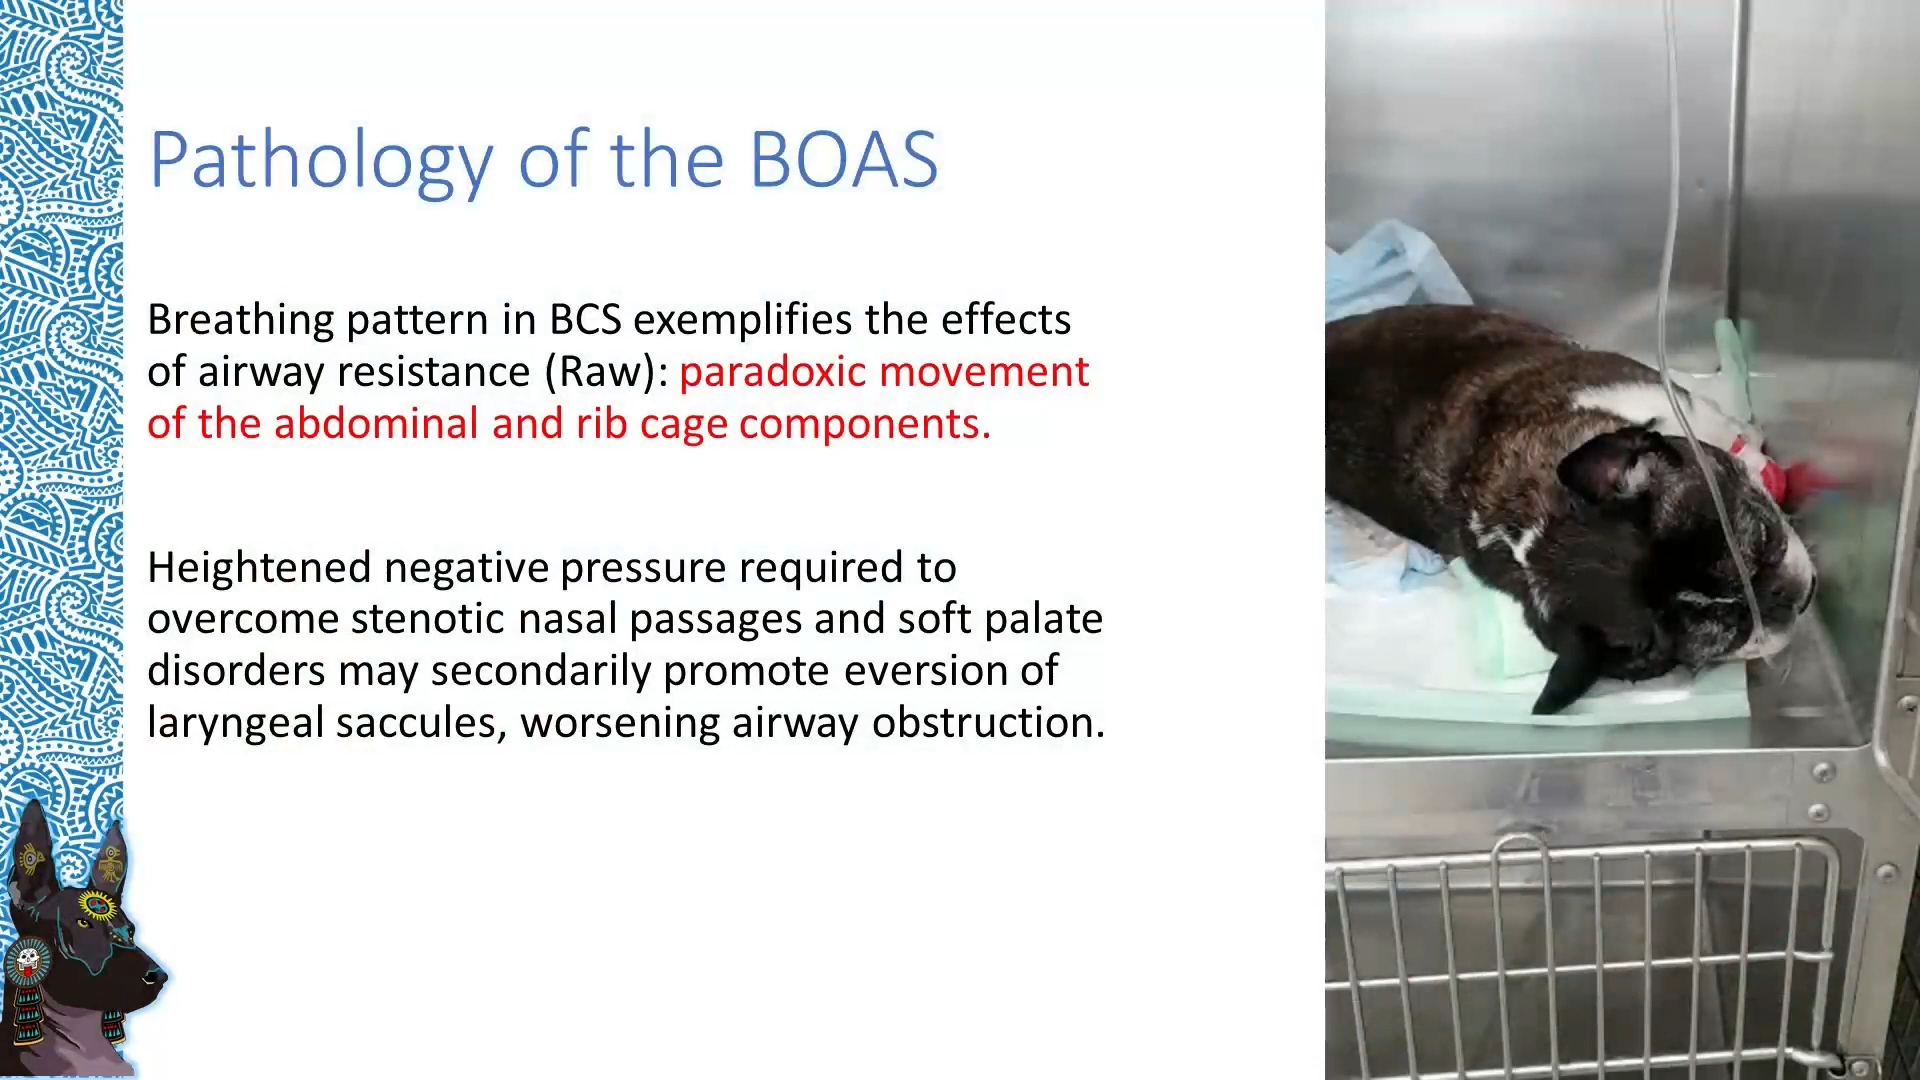 Pathology of the BOAS
Breathing pattern in BCS exemplifies the effects
of airway resistance (Raw): paradoxic movement
of the abdominal and rib cage components.
Heightened negative pressure required to
overcome stenotic nasal passages and soft palate
disorders may secondarily promote eversion of
laryngeal saccules, worsening airway obstruction.